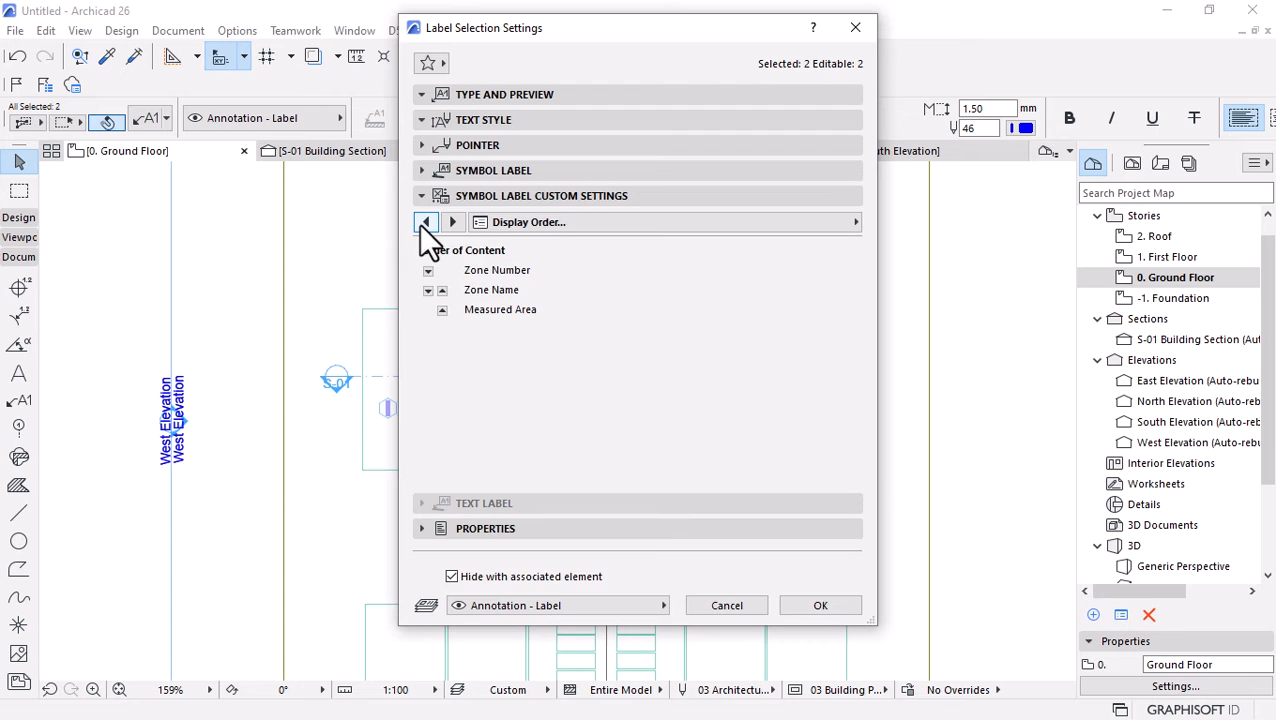 Untitled - Archicad 26
File
Edit
View
Design
Document
Options
Teamwork
Window
All Selected: 2
Annotation - Label
[0. Ground Floor]
[S-01 Building Section]
Label Selection Settings
?
Selected: 2 Editable: 2
TYPE AND PREVIEW
TEXT STYLE
POINTER
SYMBOL LABEL
SYMBOL LABEL CUSTOM SETTINGS
Display Order...
er of Content
Zone Number
Zone Name
Measured Area
TEXT LABEL
PROPERTIES
Hide with associated element
Annotation - Label
Cancel
OK
1.50
mm
46
B
I
U
T
th Elevation]
Search Project Map
Stories
2. Roof
1. First Floor
0. Ground Floor
-1. Foundation
Sections
S-01 Building Section (Aut
Elevations
East Elevation (Auto-rebu
North Elevation (Auto-reb
South Elevation (Auto-reb
West Elevation (Auto-reb
Interior Elevations
Worksheets
Details
3D Documents
3D
Generic Perspective
Properties
0.
Ground Floor
Settings...
GRAPHISOFT ID
Design
Viewpc
Docum
West Elevation
West Elevation
S-01
159%
0°
1:100
Custom
Entire Model
03 Architectu...
03 Building P...
No Overrides